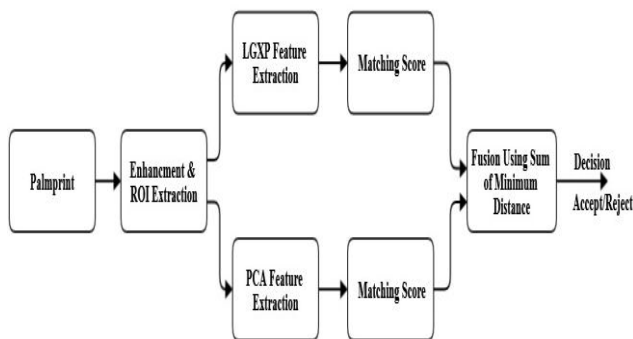 Palmprint
Enhancment &
ROI Extraction
LGXP Feature
Extraction
Matching Score
PCA Feature
Extraction
Matching Score
Fusion Using Sum
of Minimum
Distance
Decision
Accept/Reject